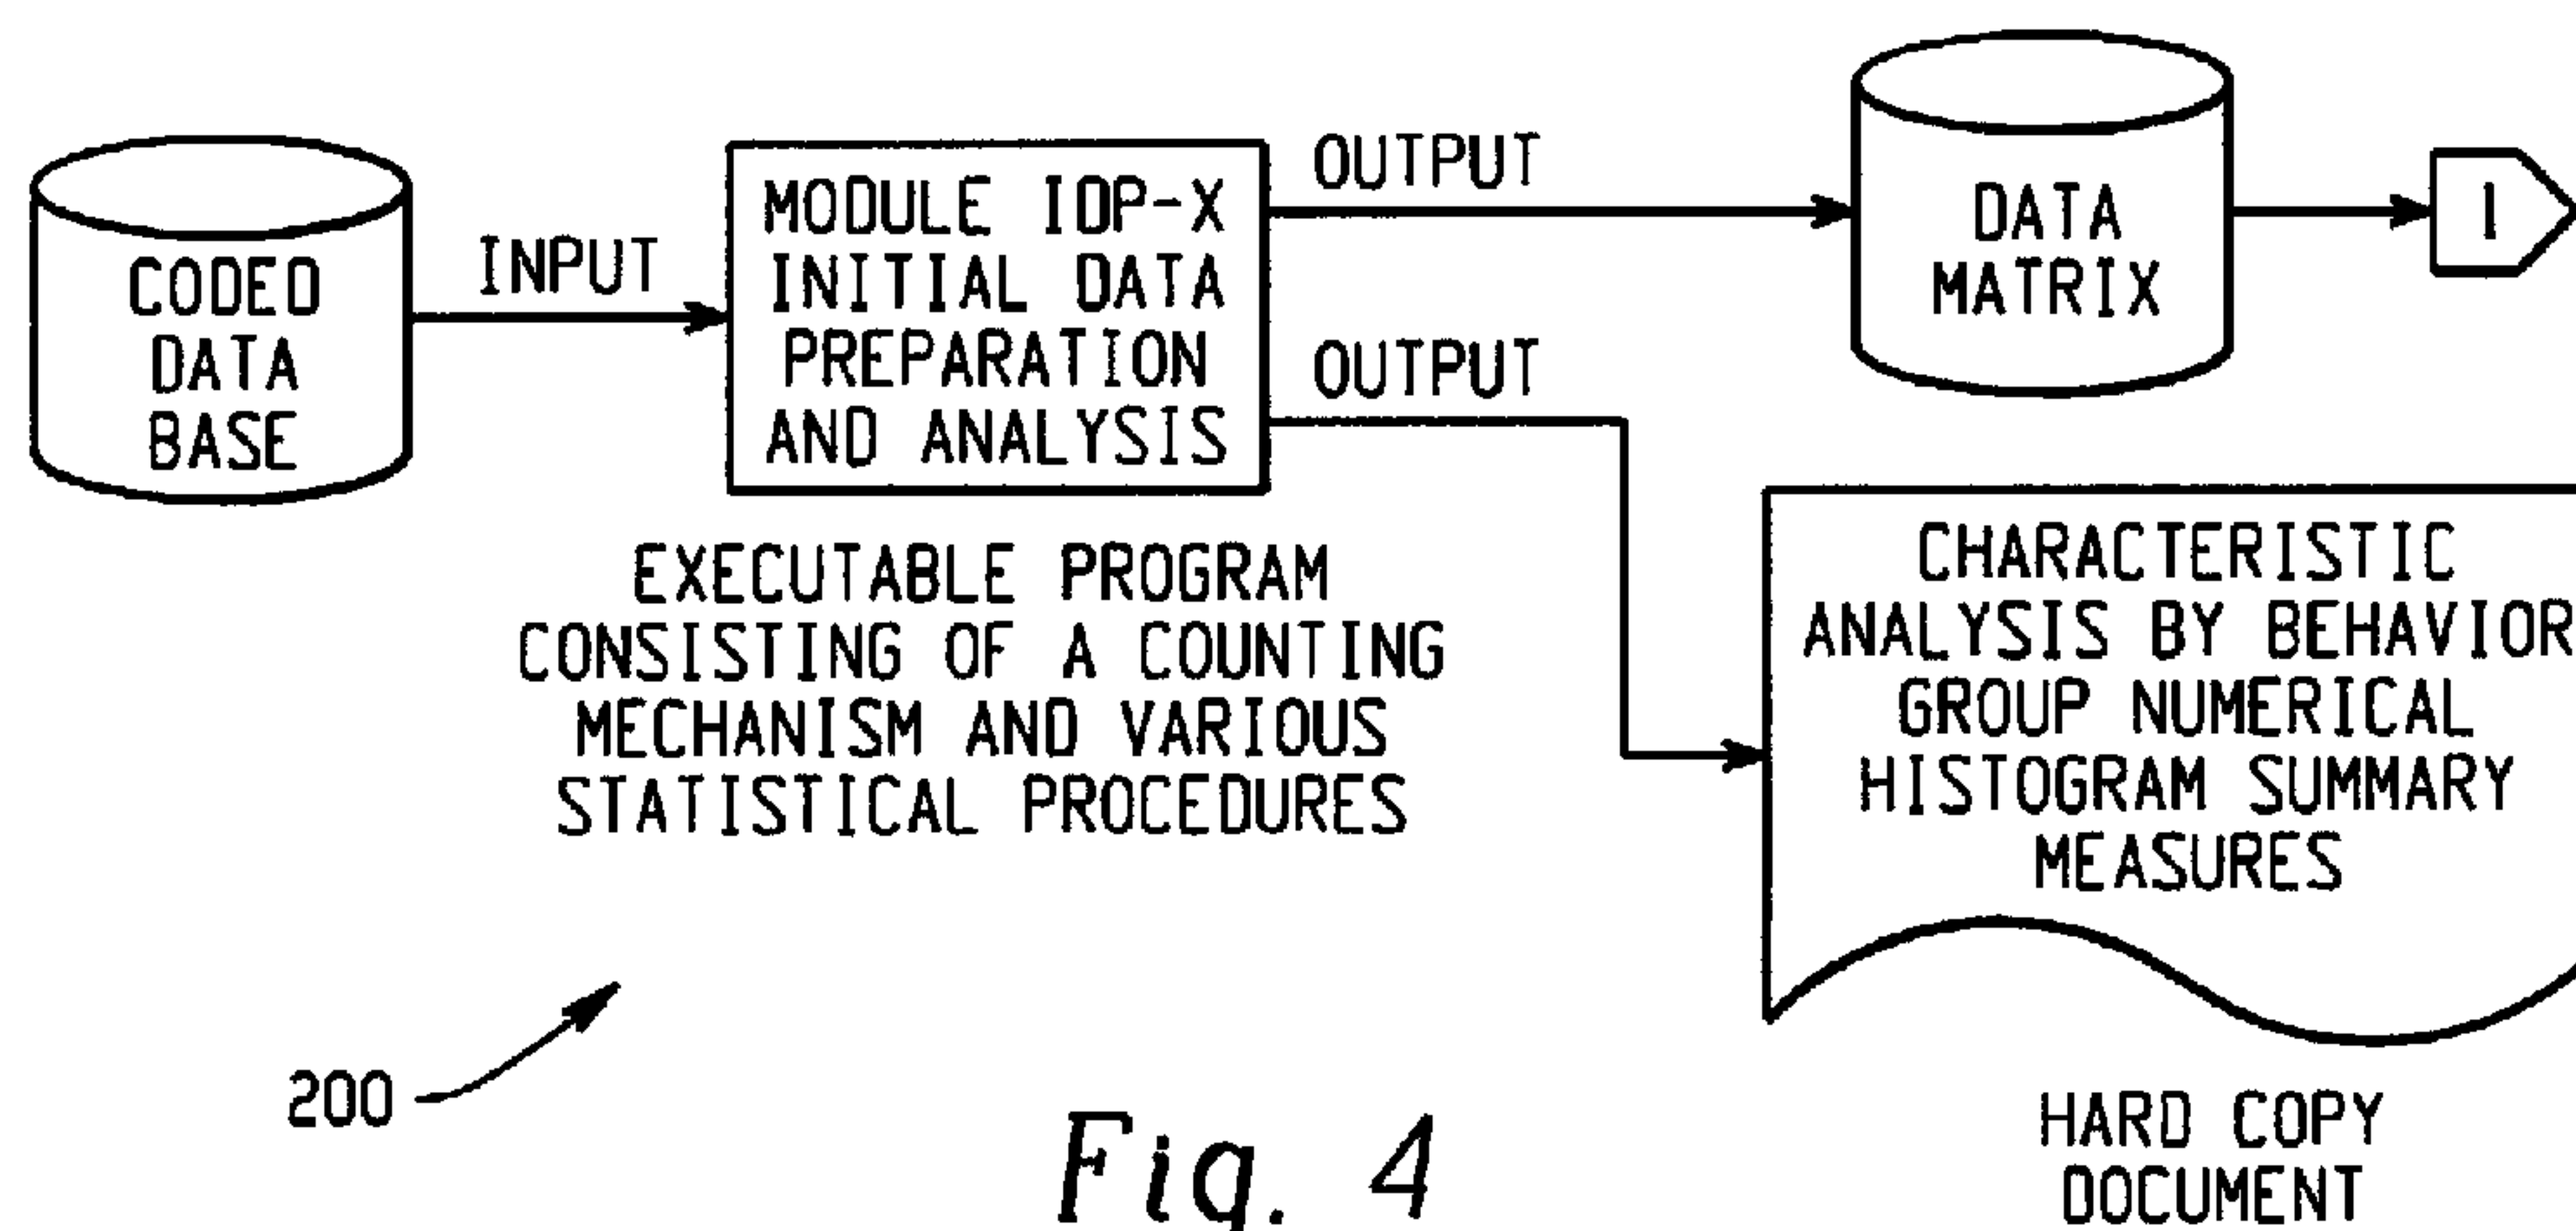 CODED
DATA
BASE
INPUT
MODULE IDP-X
INITIAL DATA
PREPARATION
AND ANALYSIS
EXECUTABLE PROGRAM
CONSISTING OF A COUNTING
MECHANISM AND VARIOUS
STATISTICAL PROCEDURES
OUTPUT
OUTPUT
DATA
MATRIX
1
CHARACTERISTIC
ANALYSIS BY BEHAVIOR
GROUP NUMERICAL
HISTOGRAM SUMMARY
MEASURES
HARD COPY
DOCUMENT
200
Fig. 4